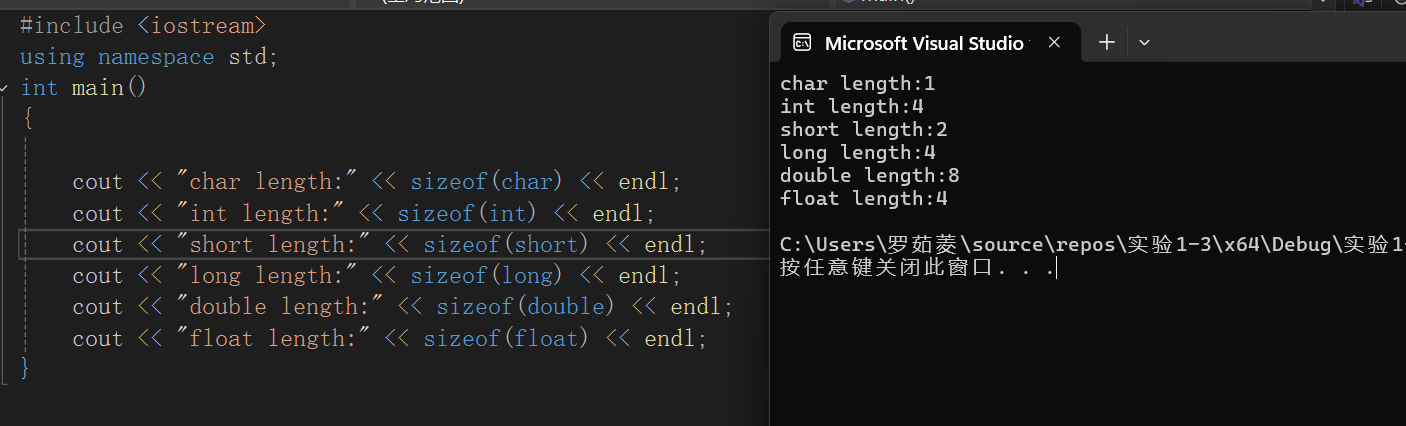 main()
#include <iostream>
using namespace std;
int main()
{
cout << "char length:" << sizeof(char) << endl;
cout << "int length:" << sizeof(int) << endl;
cout << "short length:" << sizeof(short) << endl;
cout << "long length:" << sizeof(long) << endl;
cout << "double length:" << sizeof(double) << endl;
cout << "float length:" << sizeof(float) << endl;
}
Microsoft Visual Studio
char length:1
int length:4
short length:2
long length:4
double length:8
float length:4
C:\Users\罗茹菱\source\repos\实验1-3\x64\Debug\实验1-
按任意键关闭此窗口. . .